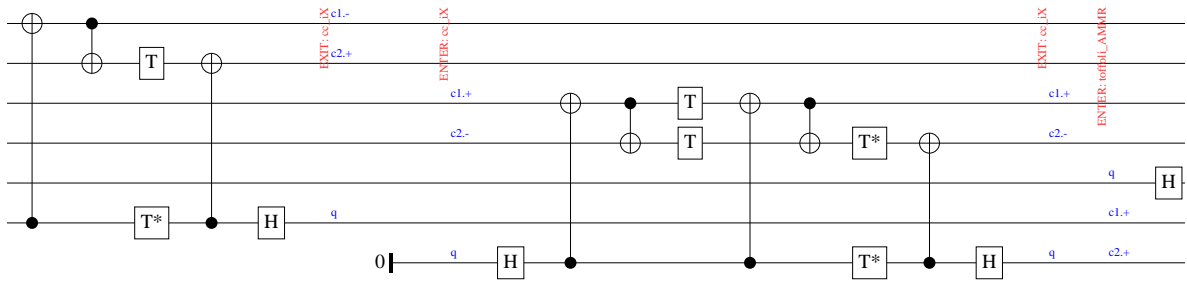 c1.-
EXIT: cc_iX
c2.+
ENTER: cc_iX
EXIT: cc_iX
ENTER: toffoli_AMMR
T
c1.+
T
c1.+
c2.-
T
T*
c2.-
q
H
T*
H
q
c1.+
0
q
H
T*
H
q
c2.+